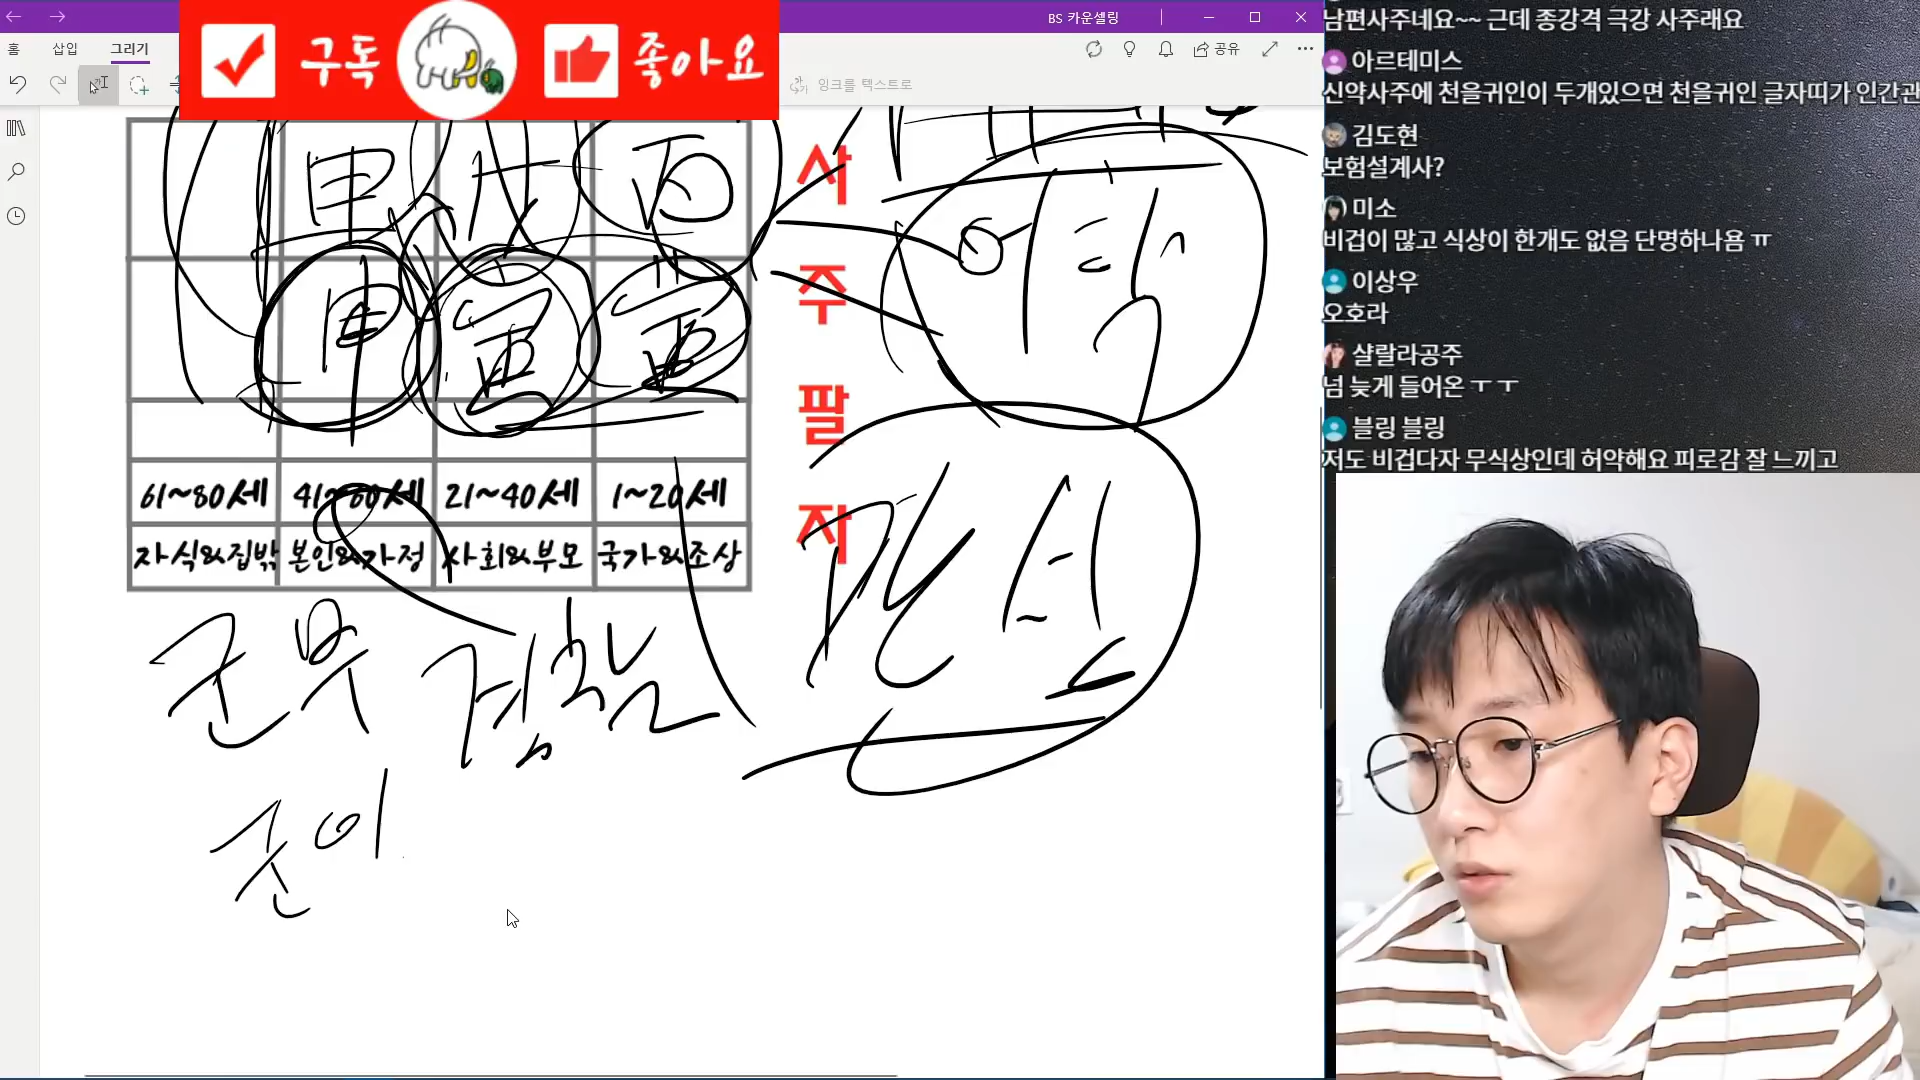 BS 카운셀링
홈 삽입 그리기
구독 좋아요
공유
잉크를 텍스트로
사
주
팔
자
61~80세 41~60세 21~40세 1~20세
자식&집밖 본인&가정 사회&부모 국가&조상
관성
군부 검찰
군이
남편사주네요~~ 근데 종강격 극강 사주래요
아르테미스
신약사주에 천을귀인이 두개있으면 천을귀인 글자띠가 인간관
김도현
보험설계사?
미소
비겁이 많고 식상이 한개도 없음 단명하나욤 ㅠ
이상우
오호라
샬랄라공주
넘 늦게 들어온 ㅜㅜ
블링 블링
저도 비겁다자 무식상인데 허약해요 피로감 잘 느끼고